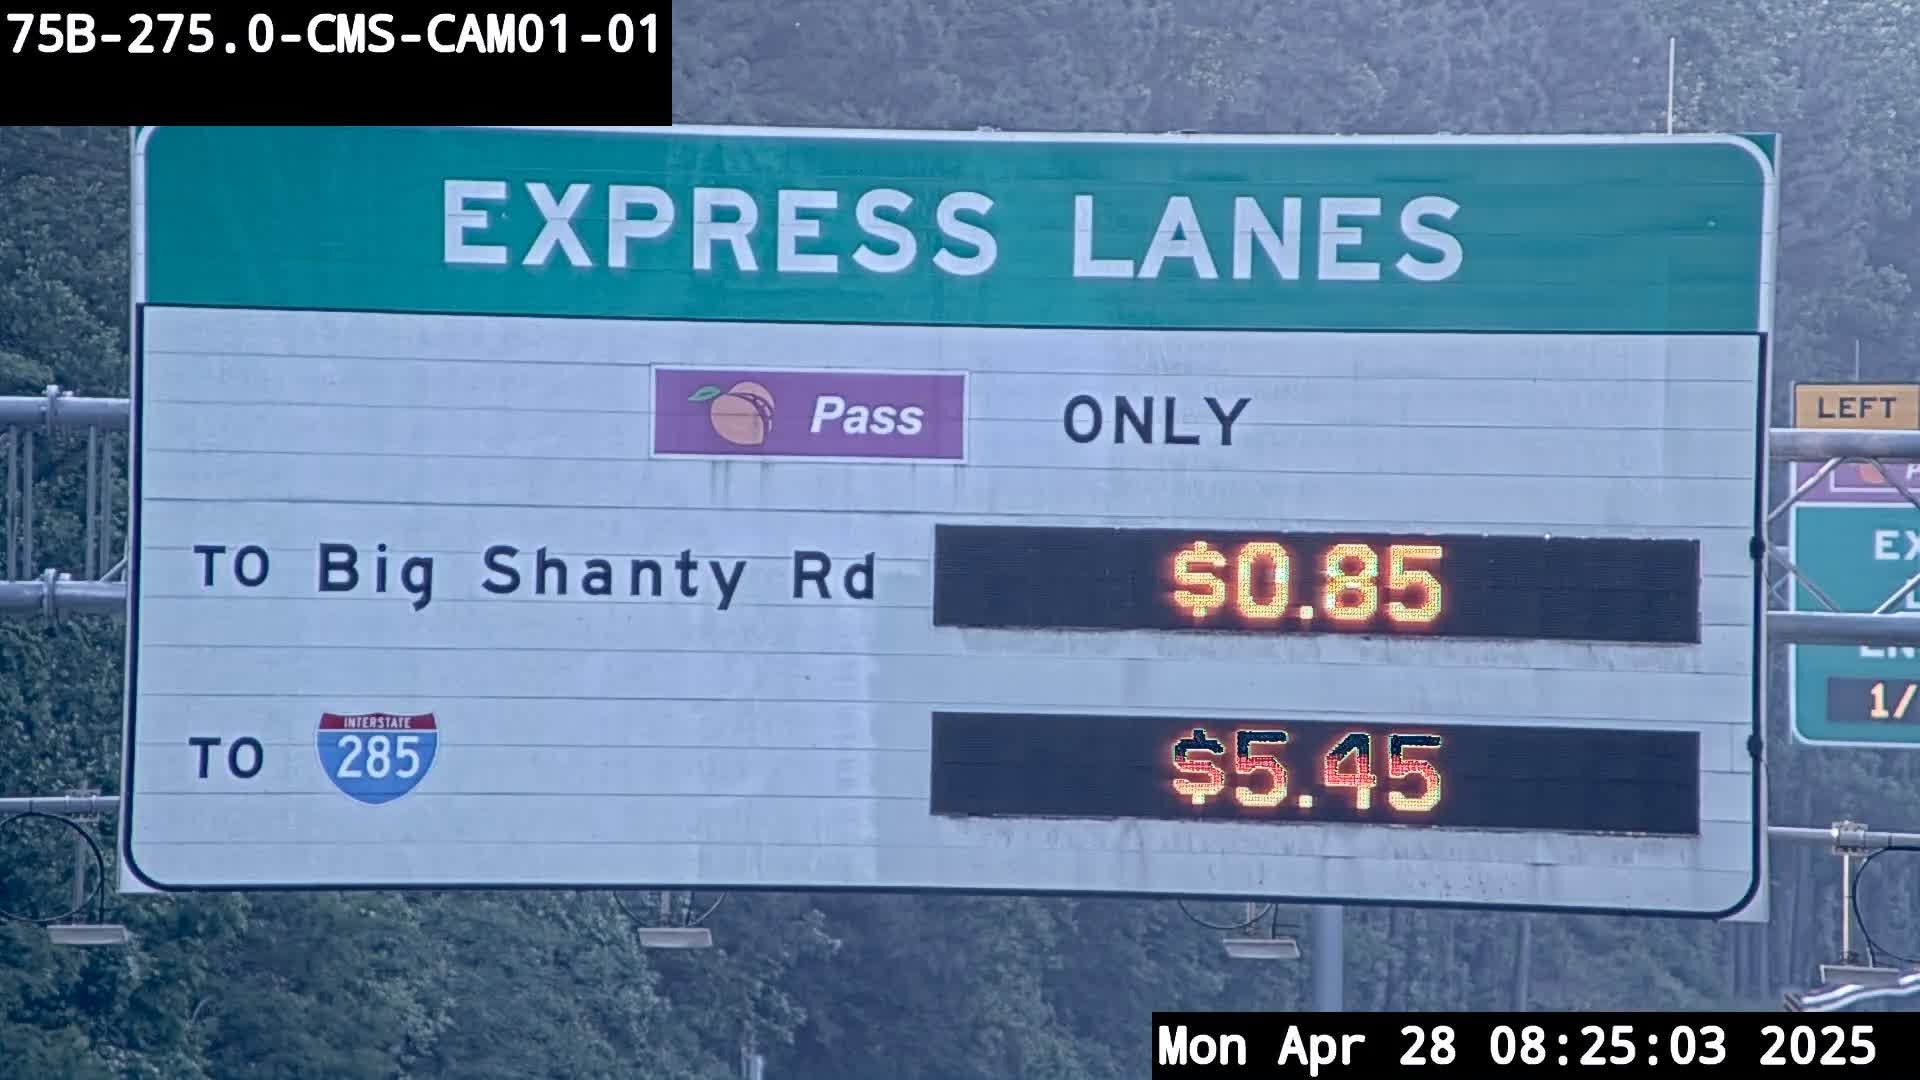 75B-275.0-CMS-CAM01-01
EXPRESS LANES
Pass ONLY
LEFT
TO Big Shanty Rd $0.85
TO INTERSTATE 285 $5.45
1/
Mon Apr 28 08:25:03 2025